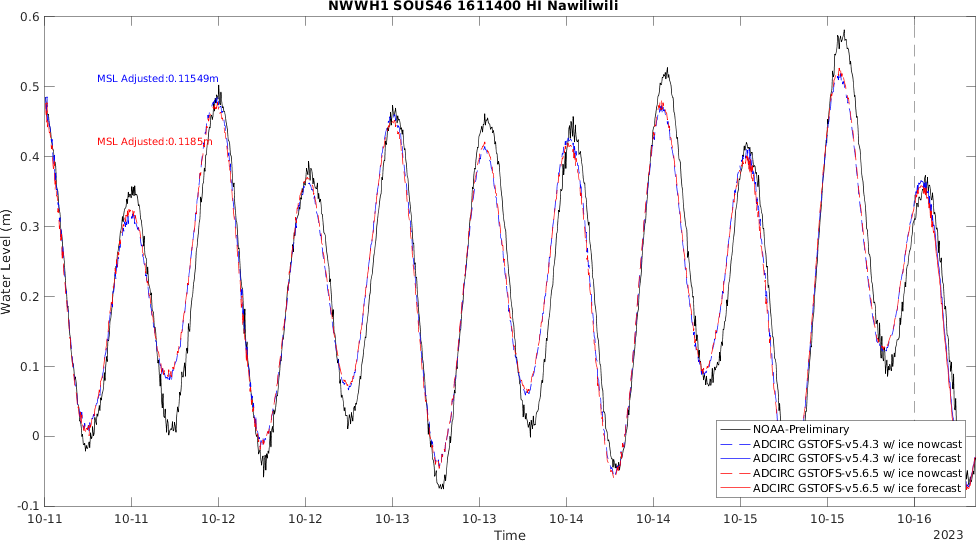 NWWH1 SOUS46 1611400 HI Nawiliwili
0.6
0.5
0.4
0.3
0.2
0.1
0
-0.1
Water Level (m)
MSL Adjusted:0.11549m
MSL Adjusted:0.1185m
NOAA-Preliminary
ADCIRC GSTOFS-v5.4.3 w/ ice nowcast
ADCIRC GSTOFS-v5.4.3 w/ ice forecast
ADCIRC GSTOFS-v5.6.5 w/ ice nowcast
ADCIRC GSTOFS-v5.6.5 w/ ice forecast
10-11 10-11 10-12 10-12 10-13 10-13 10-14 10-14 10-15 10-15 10-16
Time
2023